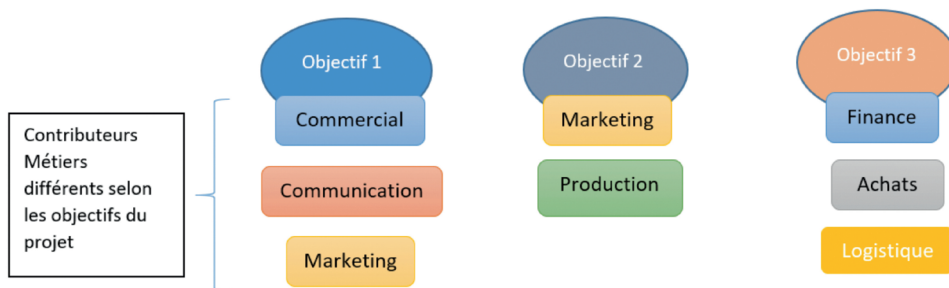 Objectif 1
Objectif 2
Objectif 3
Contributeurs
Métiers
différents selon
les objectifs du
projet
Commercial
Communication
Marketing
Marketing
Production
Finance
Achats
Logistique